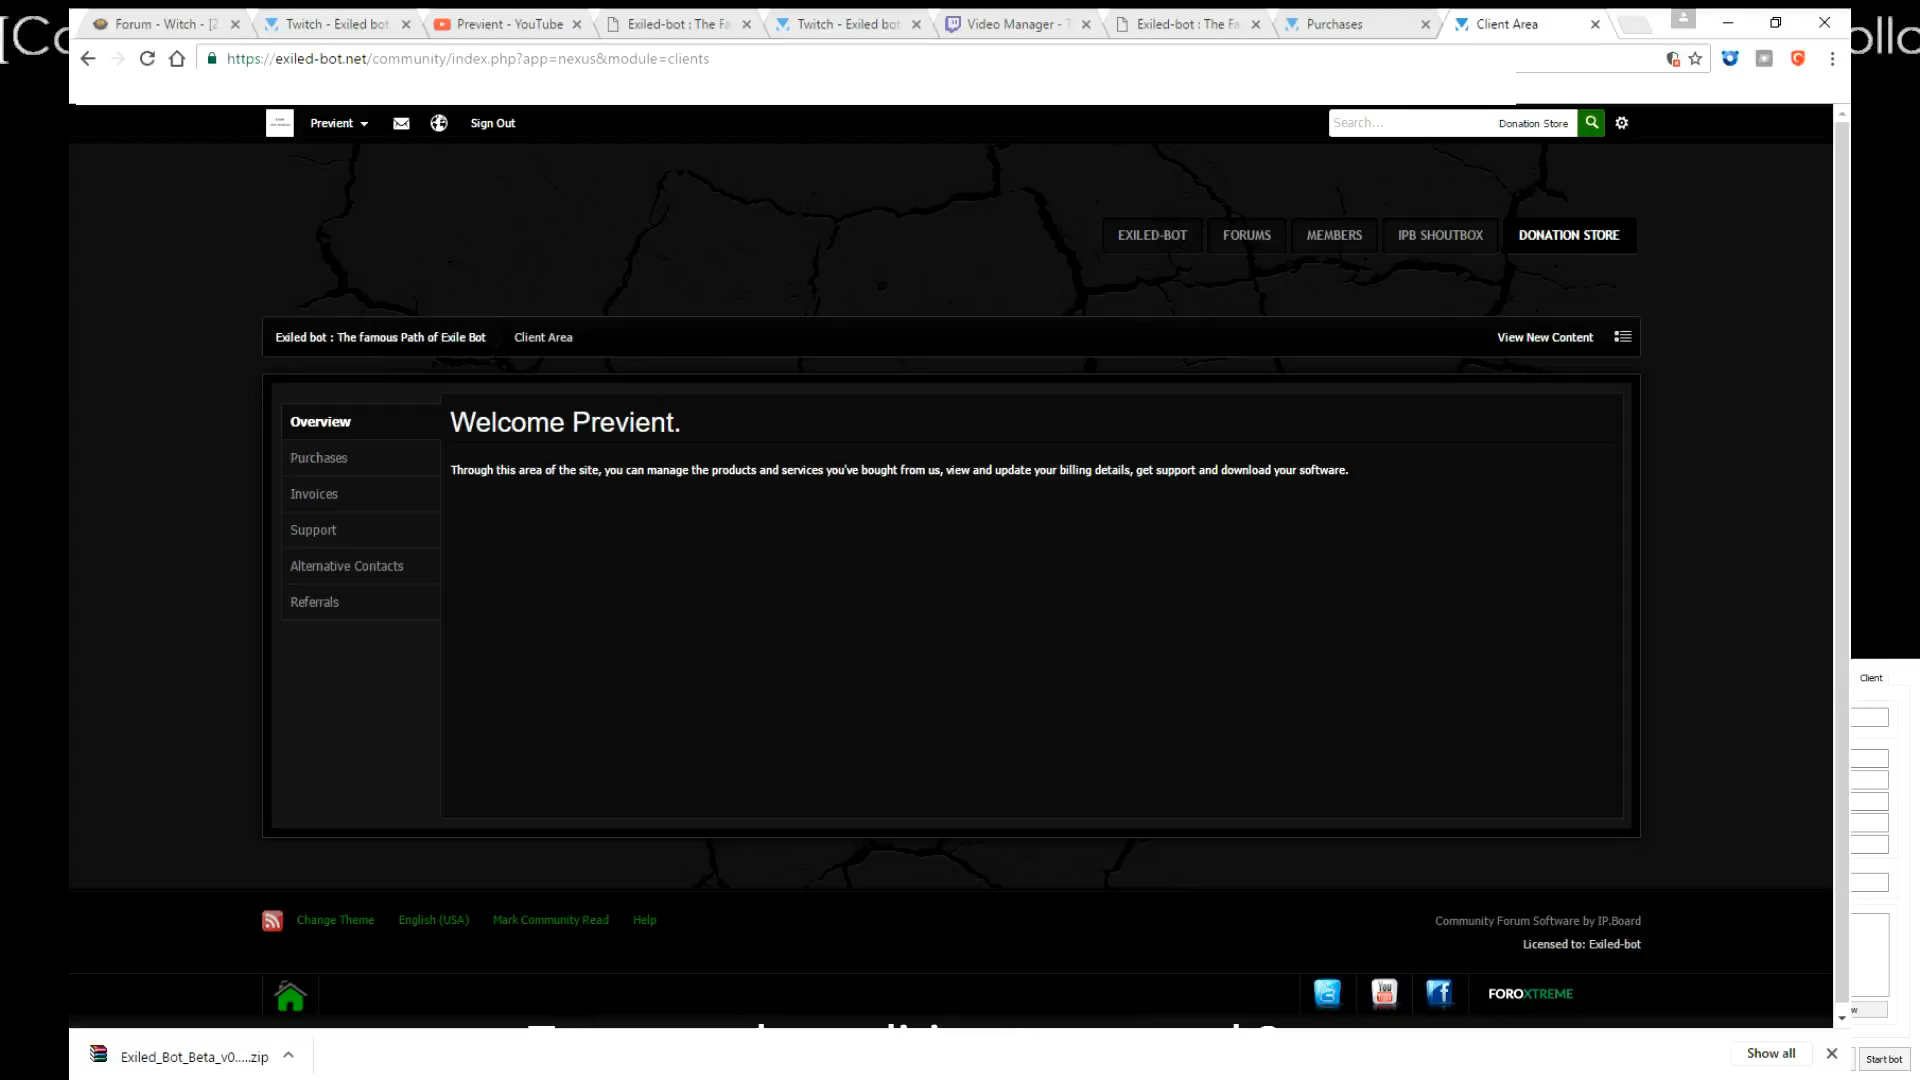 [Co
ollo
Forum - Witch - [2
Twitch - Exiled bot
Previent - YouTube
Exiled-bot : The Fa
Twitch - Exiled bot
Video Manager - T
Exiled-bot : The Fa
Purchases
Client Area
https://exiled-bot.net/community/index.php?app=nexus&module=clients
Previent
Sign Out
Search...
Donation Store
EXILED-BOT
FORUMS
MEMBERS
IPB SHOUTBOX
DONATION STORE
Exiled bot : The famous Path of Exile Bot
Client Area
View New Content
Overview
Purchases
Invoices
Support
Alternative Contacts
Referrals
Welcome Previent.
Through this area of the site, you can manage the products and services you've bought from us, view and update your billing details, get support and download your software.
Client
Change Theme
English (USA)
Mark Community Read
Help
Community Forum Software by IP.Board
Licensed to: Exiled-bot
You
FOROXTREME
w
Exiled_Bot_Beta_v0.....zip
Show all
Start bot